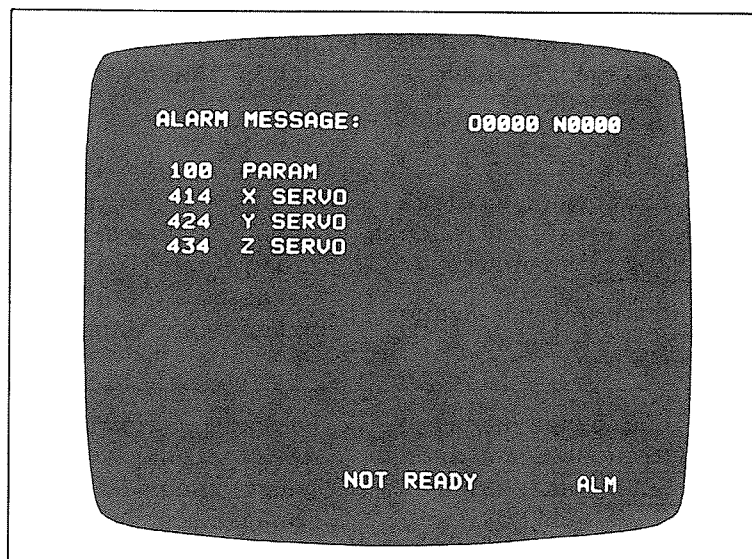 ALARM MESSAGE: O0000 N0000
100 PARAM
414 X SERVO
424 Y SERVO
434 Z SERVO
NOT READY ALM